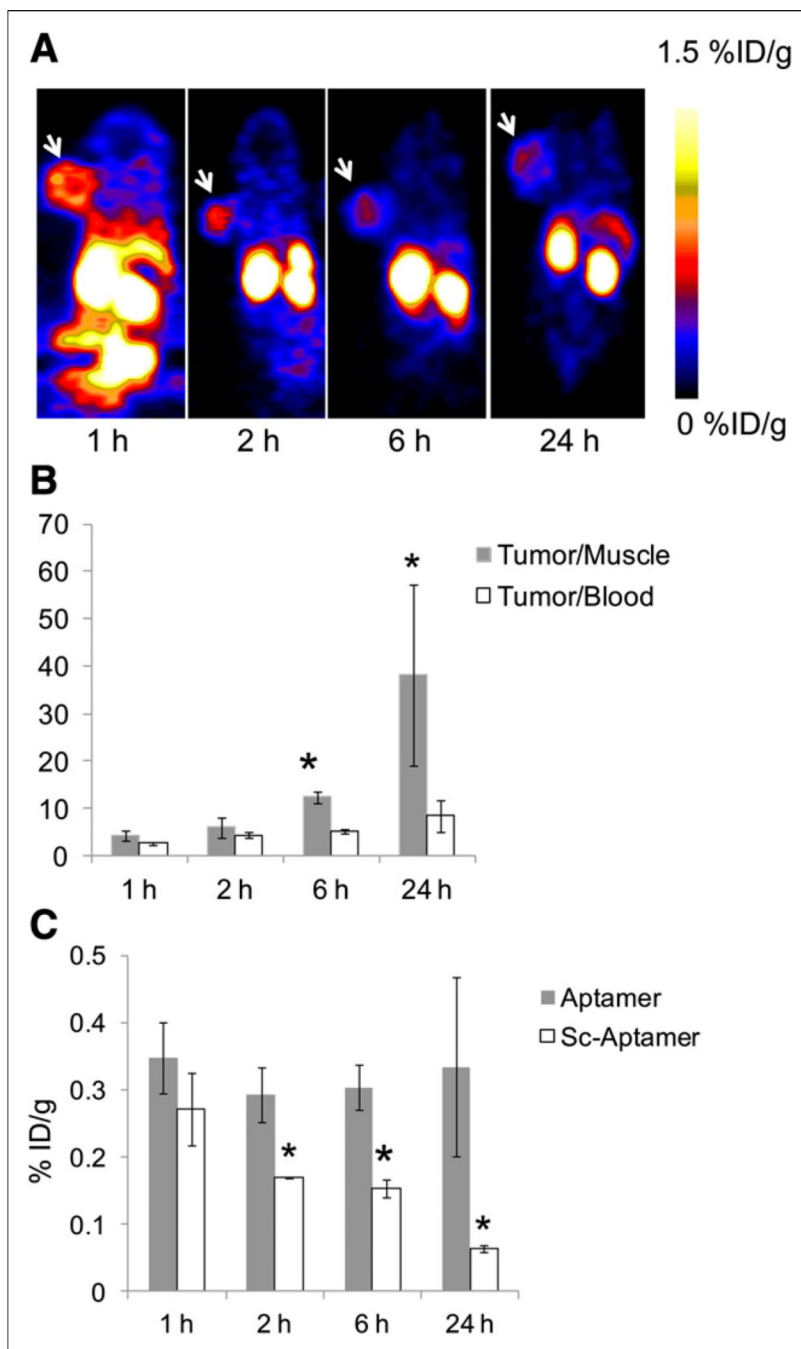 A
1.5 %ID/g
0 %ID/g
1 h 2 h 6 h 24 h
B
70
60
50
40
30
20
10
0
*
*
Tumor/Muscle
Tumor/Blood
1 h 2 h 6 h 24 h
C
% ID/g
0.5
0.4
0.3
0.2
0.1
0
*
*
*
Aptamer
Sc-Aptamer
1 h 2 h 6 h 24 h